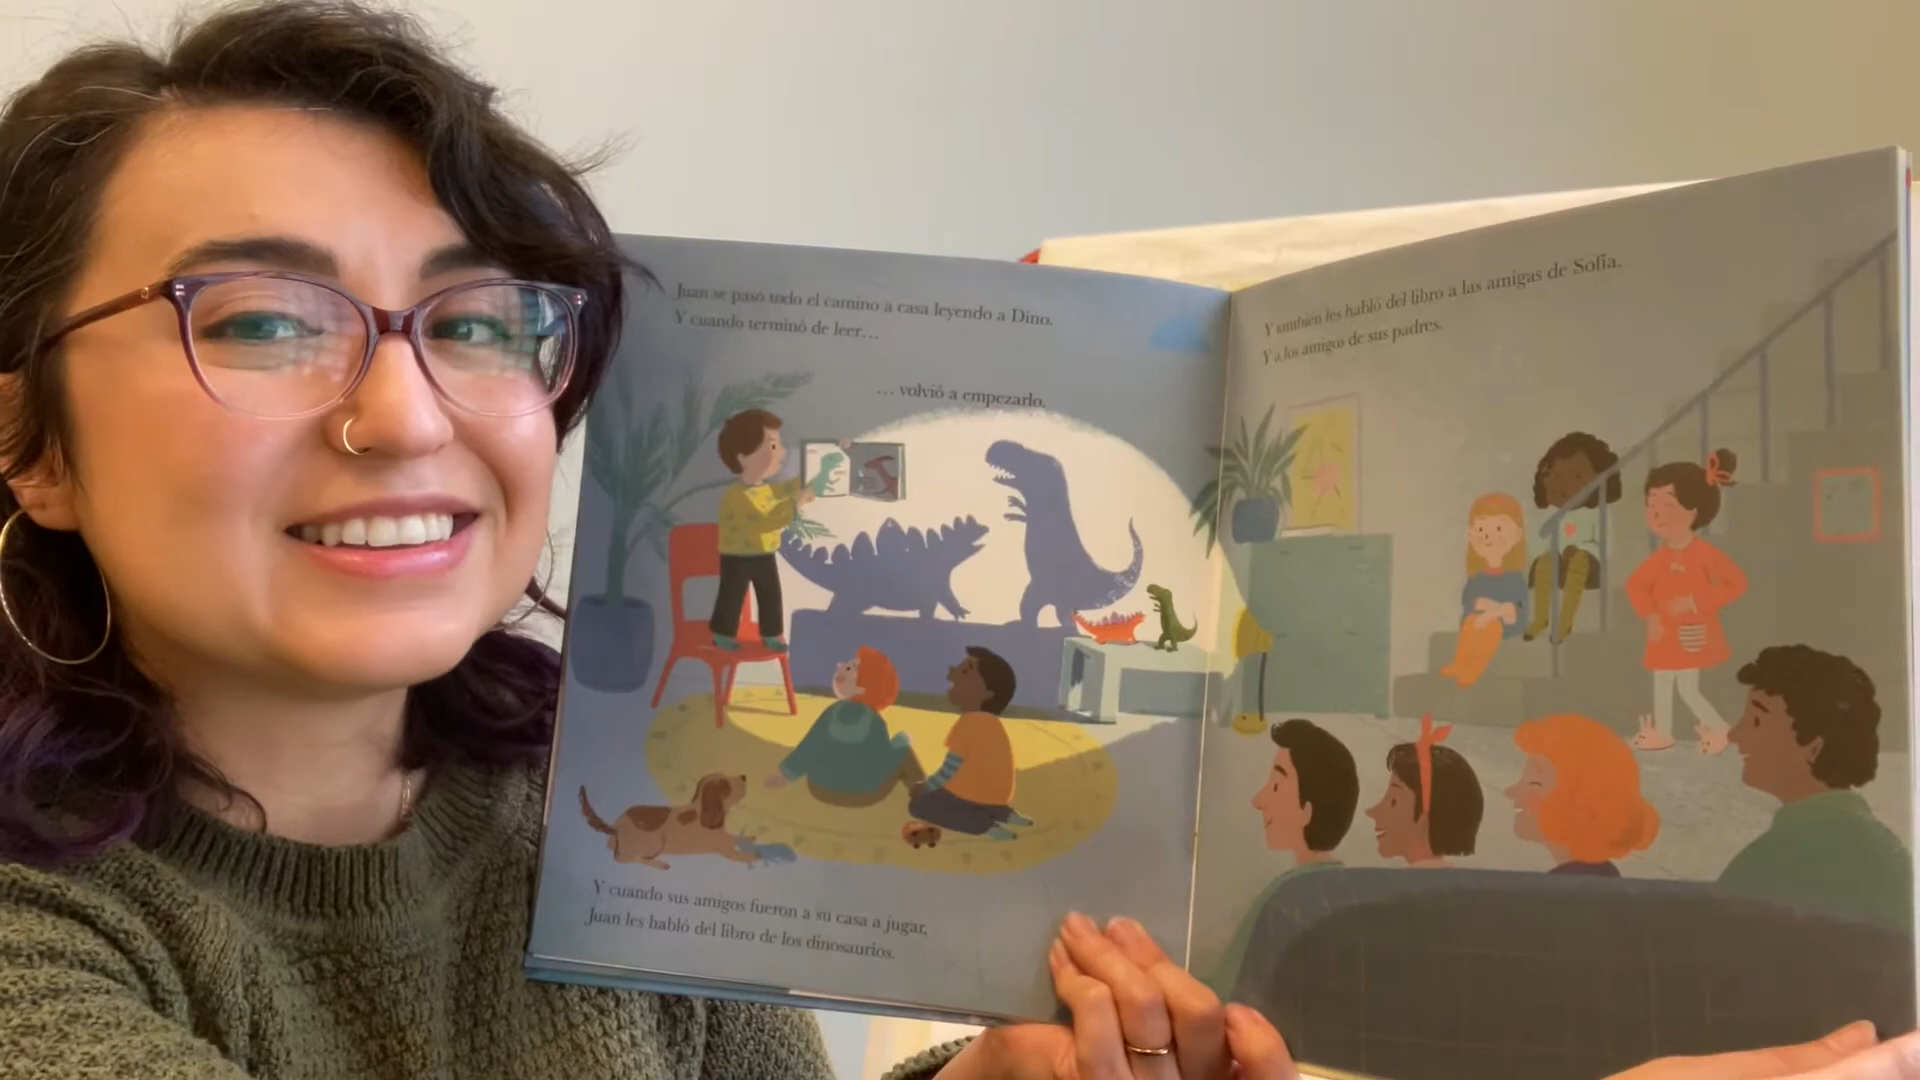 Juan se pasó todo el camino a casa leyendo a Dino.
Y cuando terminó de leer…
… volvió a empezarlo.
Y cuando sus amigos fueron a su casa a jugar,
Juan les habló del libro de los dinosaurios.
Y también les habló del libro a las amigas de Sofía.
Y a los amigos de sus padres.